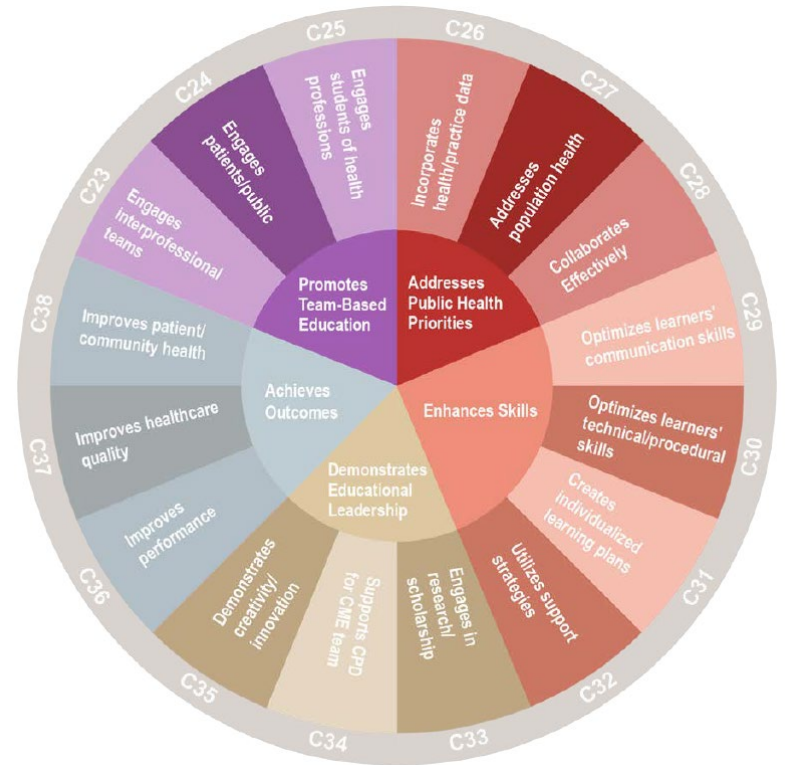 C23
Engages
interprofessional
teams
C24
Engages
patients/public
C25
Engages
students of health
professions
C26
Incorporates
health/practice data
C27
Addresses
population health
C28
Collaborates
Effectively
C29
Optimizes learners'
communication skills
C30
Optimizes learners'
technical/procedural
skills
C31
Creates
individualized
learning plans
C32
Utilizes support
strategies
C33
Engages in
research/
scholarship
C34
Supports CPD
for CME team
C35
Demonstrates
creativity/
innovation
C36
Improves
performance
C37
Improves healthcare
quality
C38
Improves patient/
community health
Promotes
Team-Based
Education
Addresses
Public Health
Priorities
Enhances Skills
Demonstrates
Educational
Leadership
Achieves
Outcomes